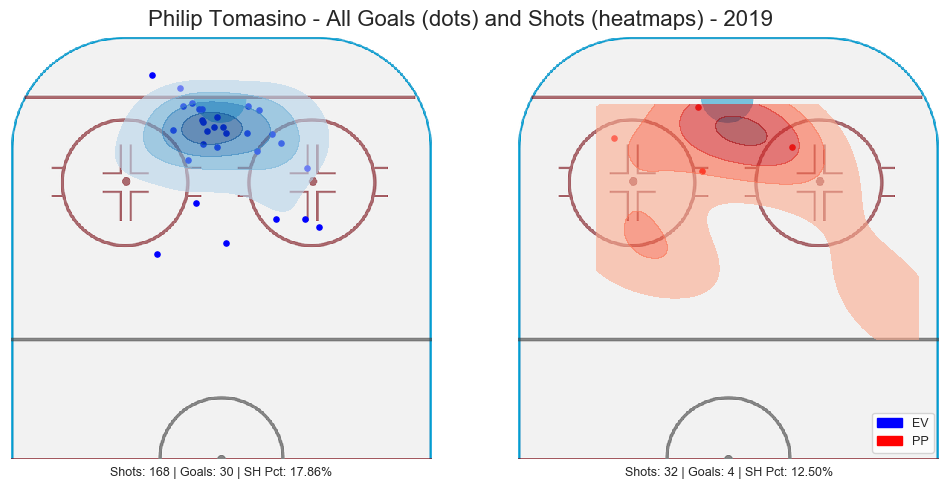 Philip Tomasino - All Goals (dots) and Shots (heatmaps) - 2019
EV
PP
Shots: 168 | Goals: 30 | SH Pct: 17.86%
Shots: 32 | Goals: 4 | SH Pct: 12.50%